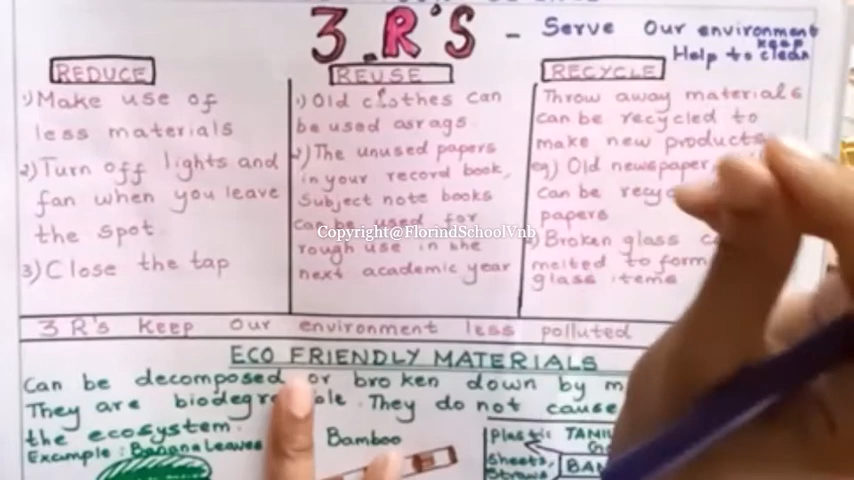 3.R'S - Serve Our environment
Help to keep clean
REDUCE
1) Make use of
less materials
2) Turn off lights and
fan when you leave
the spot.
3) Close the tap
REUSE
1) Old clothes can
be used as rags.
2) The unused papers
in your record book,
Subject note books
can be used for
rough use in the
next academic year
RECYCLE
Throw away materials
can be recycled to
make new products
eg) Old newspaper
can be
papers
Broken glass
melted to form
glass items
Copyright@FlorindSchoolVnb
3 R's Keep Our environment less polluted
ECO FRIENDLY MATERIALS
Can be decomposed or broken down by
They are . They do not cause
the ecosystem.
Example : Banana Leaves
Bamboo
Plastic
Sheets,
Straws